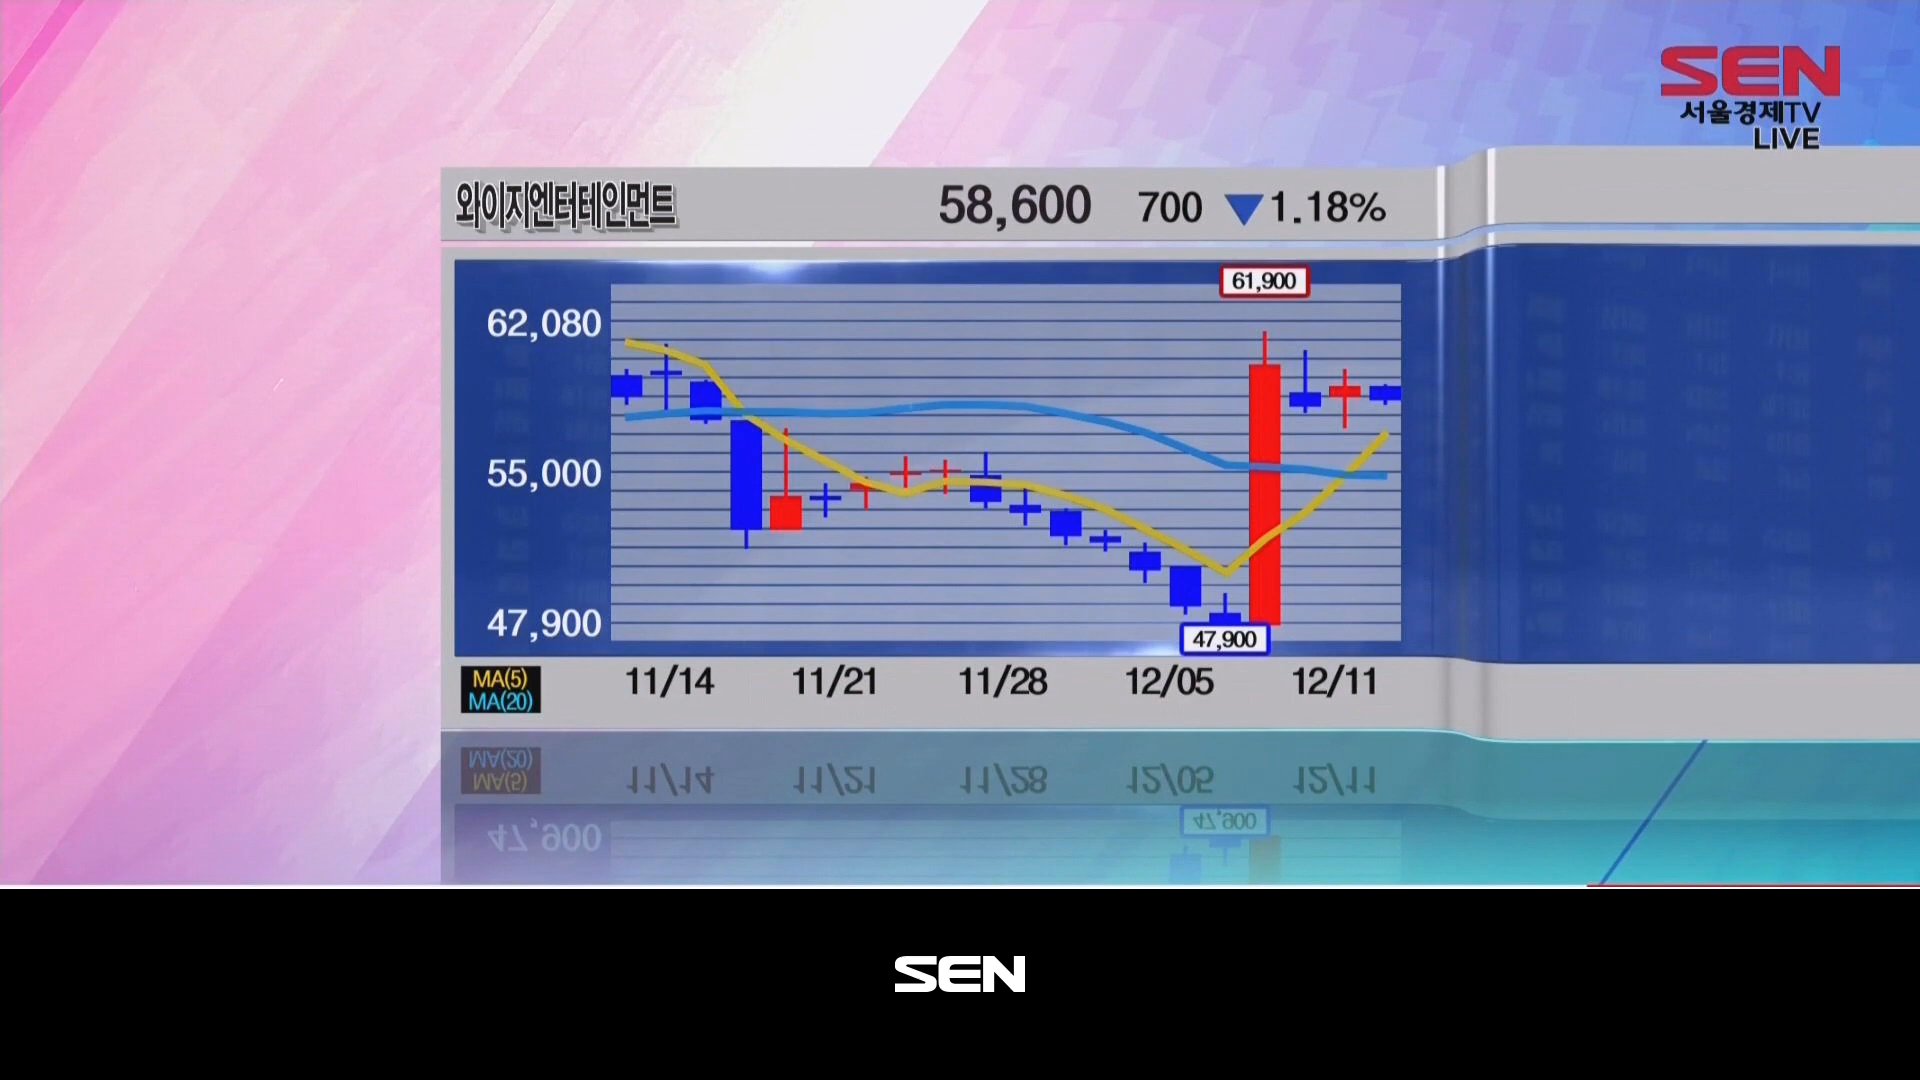 SEN
서울경제TV
LIVE
와이지엔터테인먼트 58,600 700 ▼1.18%
61,900
62,080
55,000
47,900
47,900
MA(5)
MA(20)
11/14 11/21 11/28 12/05 12/11
SEN